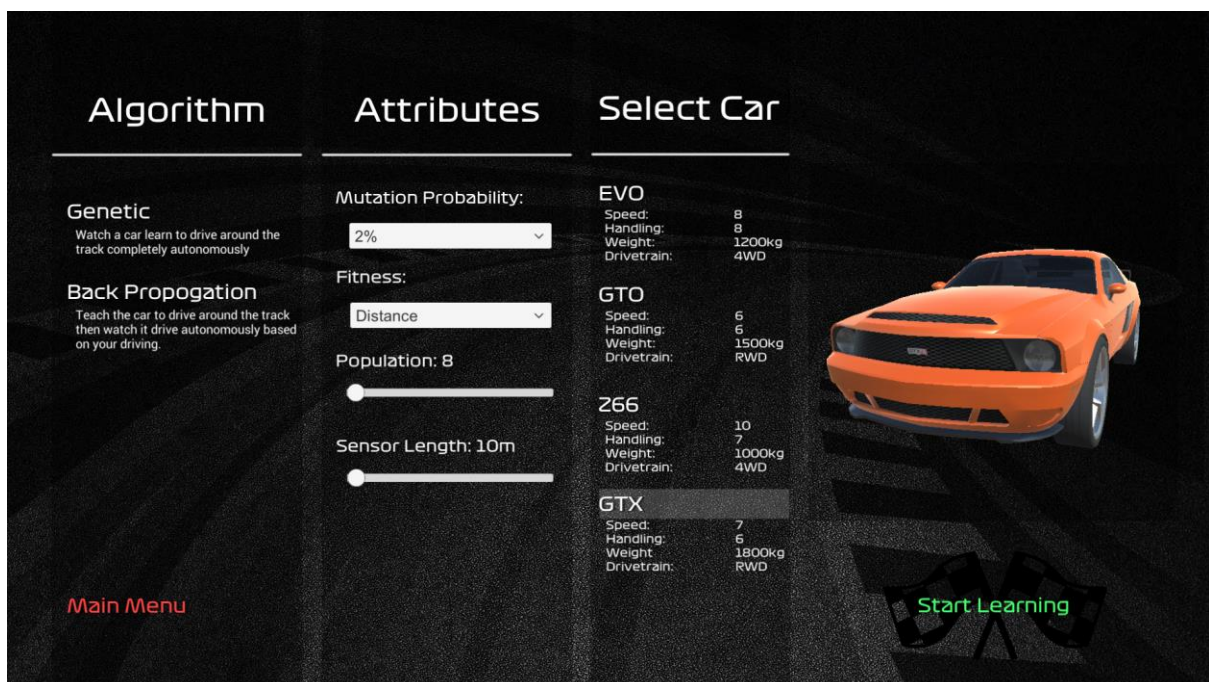 Algorithm
Genetic
Watch a car learn to drive around the
track completely autonomously
Back Propogation
Teach the car to drive around the track
then watch it drive autonomously based
on your driving.
Main Menu
Attributes
Mutation Probability:
2%
Fitness:
Distance
Population: 8
Sensor Length: 10m
Select Car
EVO
Speed: 8
Handling: 8
Weight: 1200kg
Drivetrain: 4WD
GTO
Speed: 6
Handling: 6
Weight: 1500kg
Drivetrain: RWD
Z66
Speed: 10
Handling: 7
Weight: 1000kg
Drivetrain: 4WD
GTX
Speed: 7
Handling: 6
Weight 1800kg
Drivetrain: RWD
Start Learning